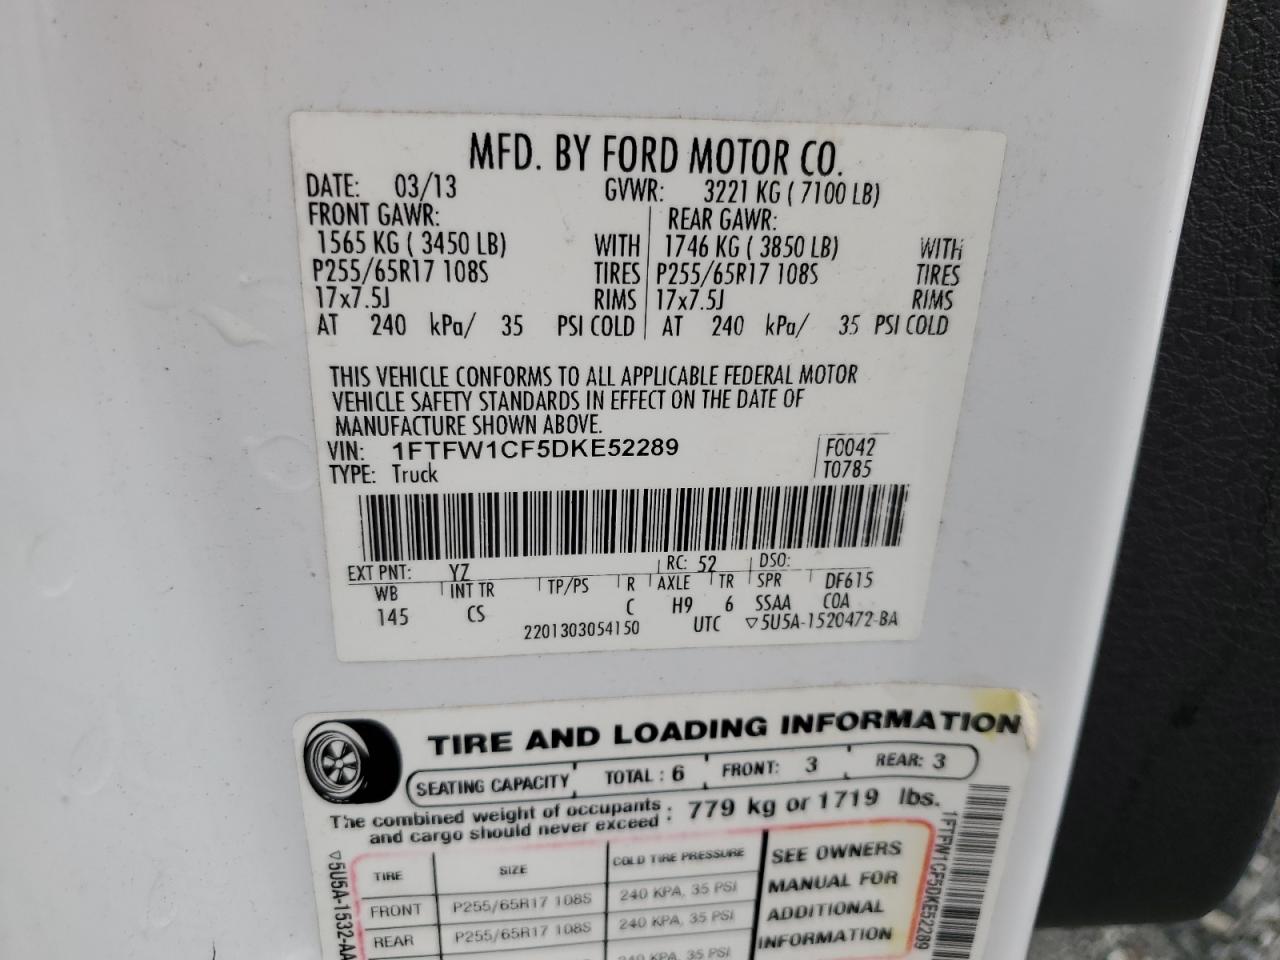 MFD. BY FORD MOTOR CO.
DATE: 03/13 GVWR: 3221 KG ( 7100 LB)
FRONT GAWR: REAR GAWR:
1565 KG ( 3450 LB) WITH 1746 KG ( 3850 LB) WITH
P255/65R17 108S TIRES P255/65R17 108S TIRES
17x7.5J RIMS 17x7.5J RIMS
AT 240 kPa/ 35 PSI COLD AT 240 kPa/ 35 PSI COLD
THIS VEHICLE CONFORMS TO ALL APPLICABLE FEDERAL MOTOR
VEHICLE SAFETY STANDARDS IN EFFECT ON THE DATE OF
MANUFACTURE SHOWN ABOVE.
VIN: 1FTFW1CF5DKE52289 F0042
TYPE: Truck T0785
EXT PNT: YZ RC: 52 DSO:
WB INT TR TP/PS R AXLE TR SPR DF615
145 CS C H9 6 SSAA COA
2201303054150 UTC ▽5U5A-1520472-BA
TIRE AND LOADING INFORMATION
SEATING CAPACITY TOTAL : 6 FRONT: 3 REAR: 3
The combined weight of occupants and cargo should never exceed : 779 kg or 1719 lbs.
TIRE SIZE COLD TIRE PRESSURE
FRONT P255/65R17 108S 240 KPA, 35 PSI
REAR P255/65R17 108S 240 KPA, 35 PSI
240 KPA, 35 PSI
SEE OWNERS
MANUAL FOR
ADDITIONAL
INFORMATION
▽5U5A-1532-AA
1FTFW1CF5DKE52289